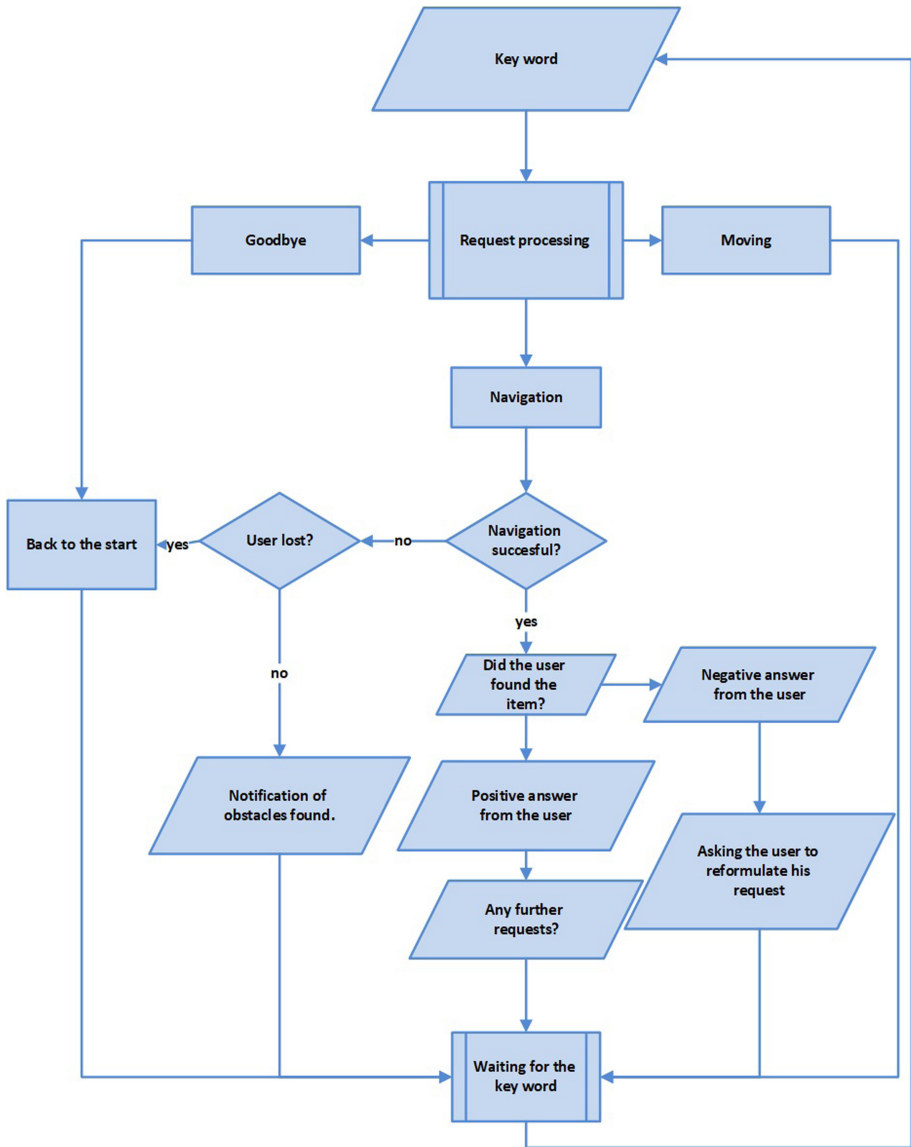 Key word
Goodbye
Request processing
Moving
Navigation
Back to the start
yes
User lost?
no
Navigation
succesful?
yes
no
Did the user
found the
item?
Negative answer
from the user
Notification of
obstacles found.
Positive answer
from the user
Asking the user to
reformulate his
request
Any further
requests?
Waiting for the
key word